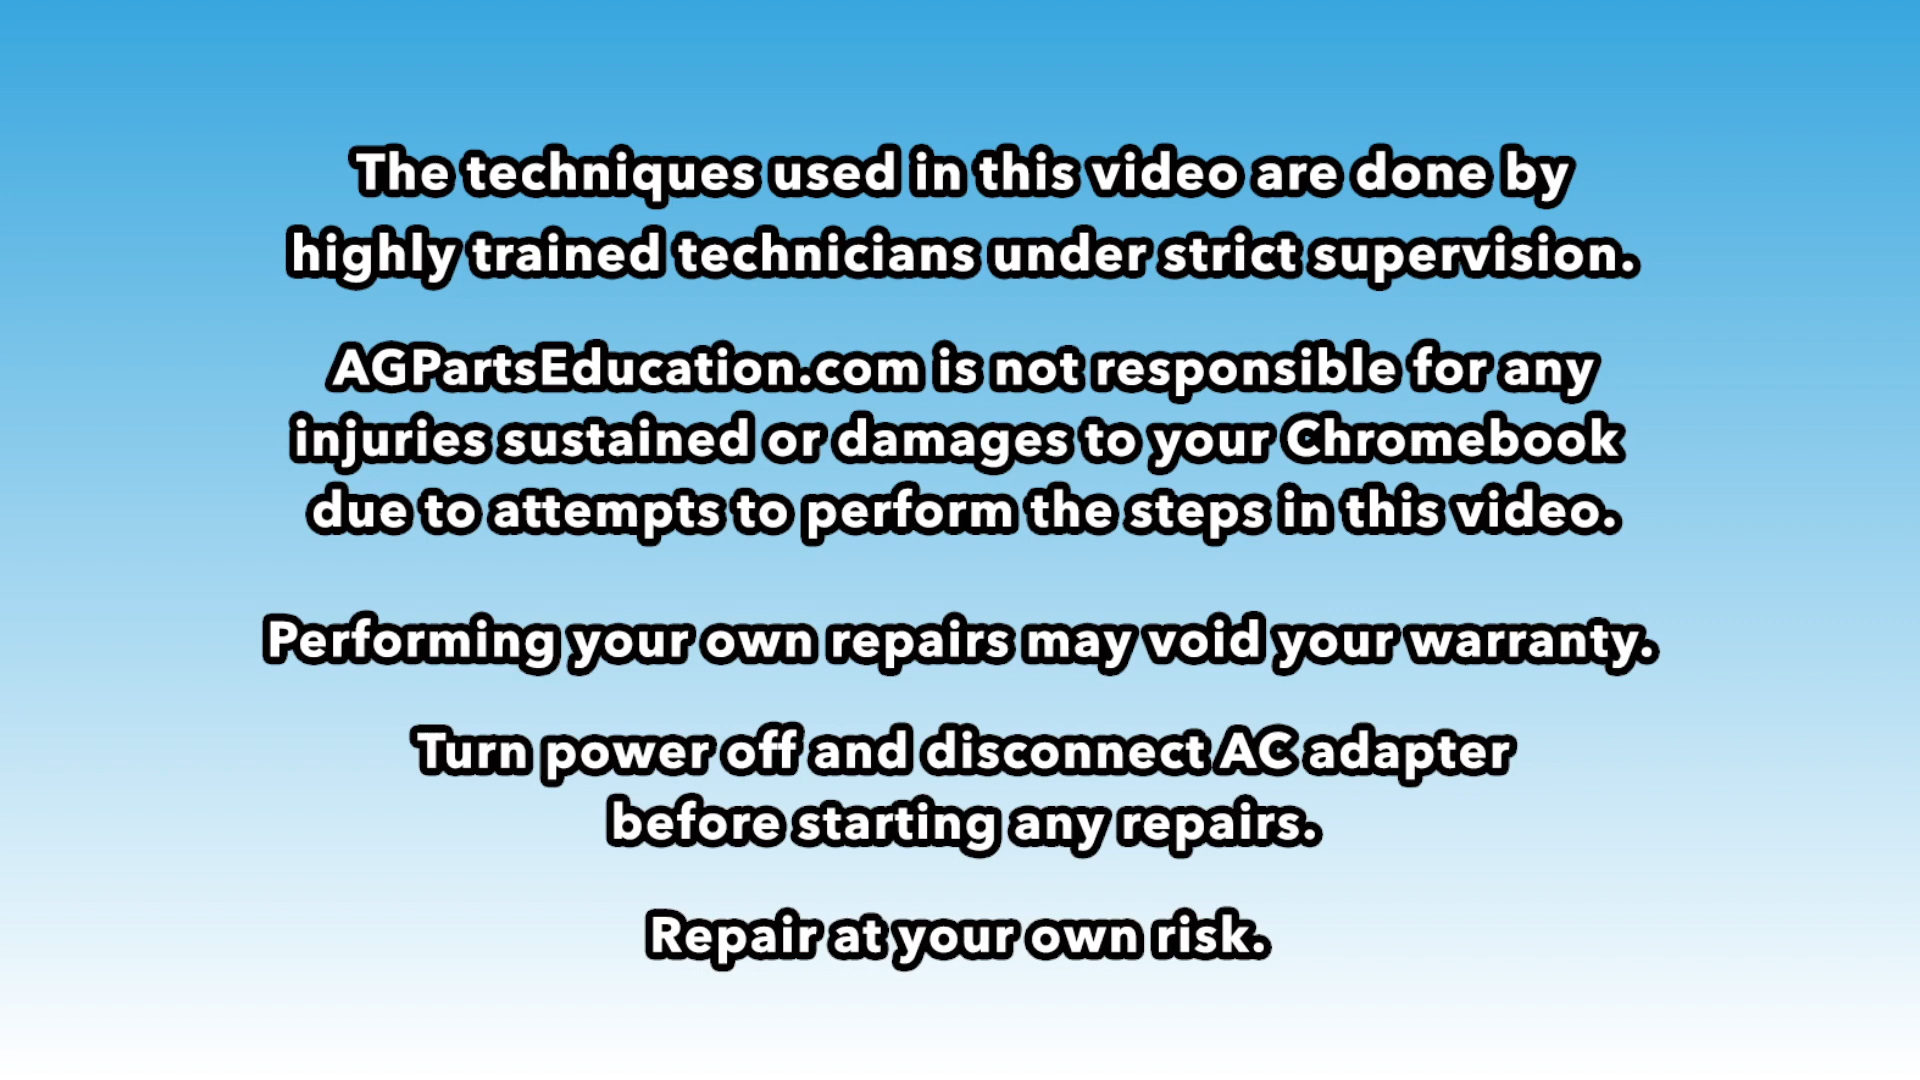 The techniques used in this video are done by
highly trained technicians under strict supervision.
AGPartsEducation.com is not responsible for any
injuries sustained or damages to your Chromebook
due to attempts to perform the steps in this video.
Performing your own repairs may void your warranty.
Turn power off and disconnect AC adapter
before starting any repairs.
Repair at your own risk.